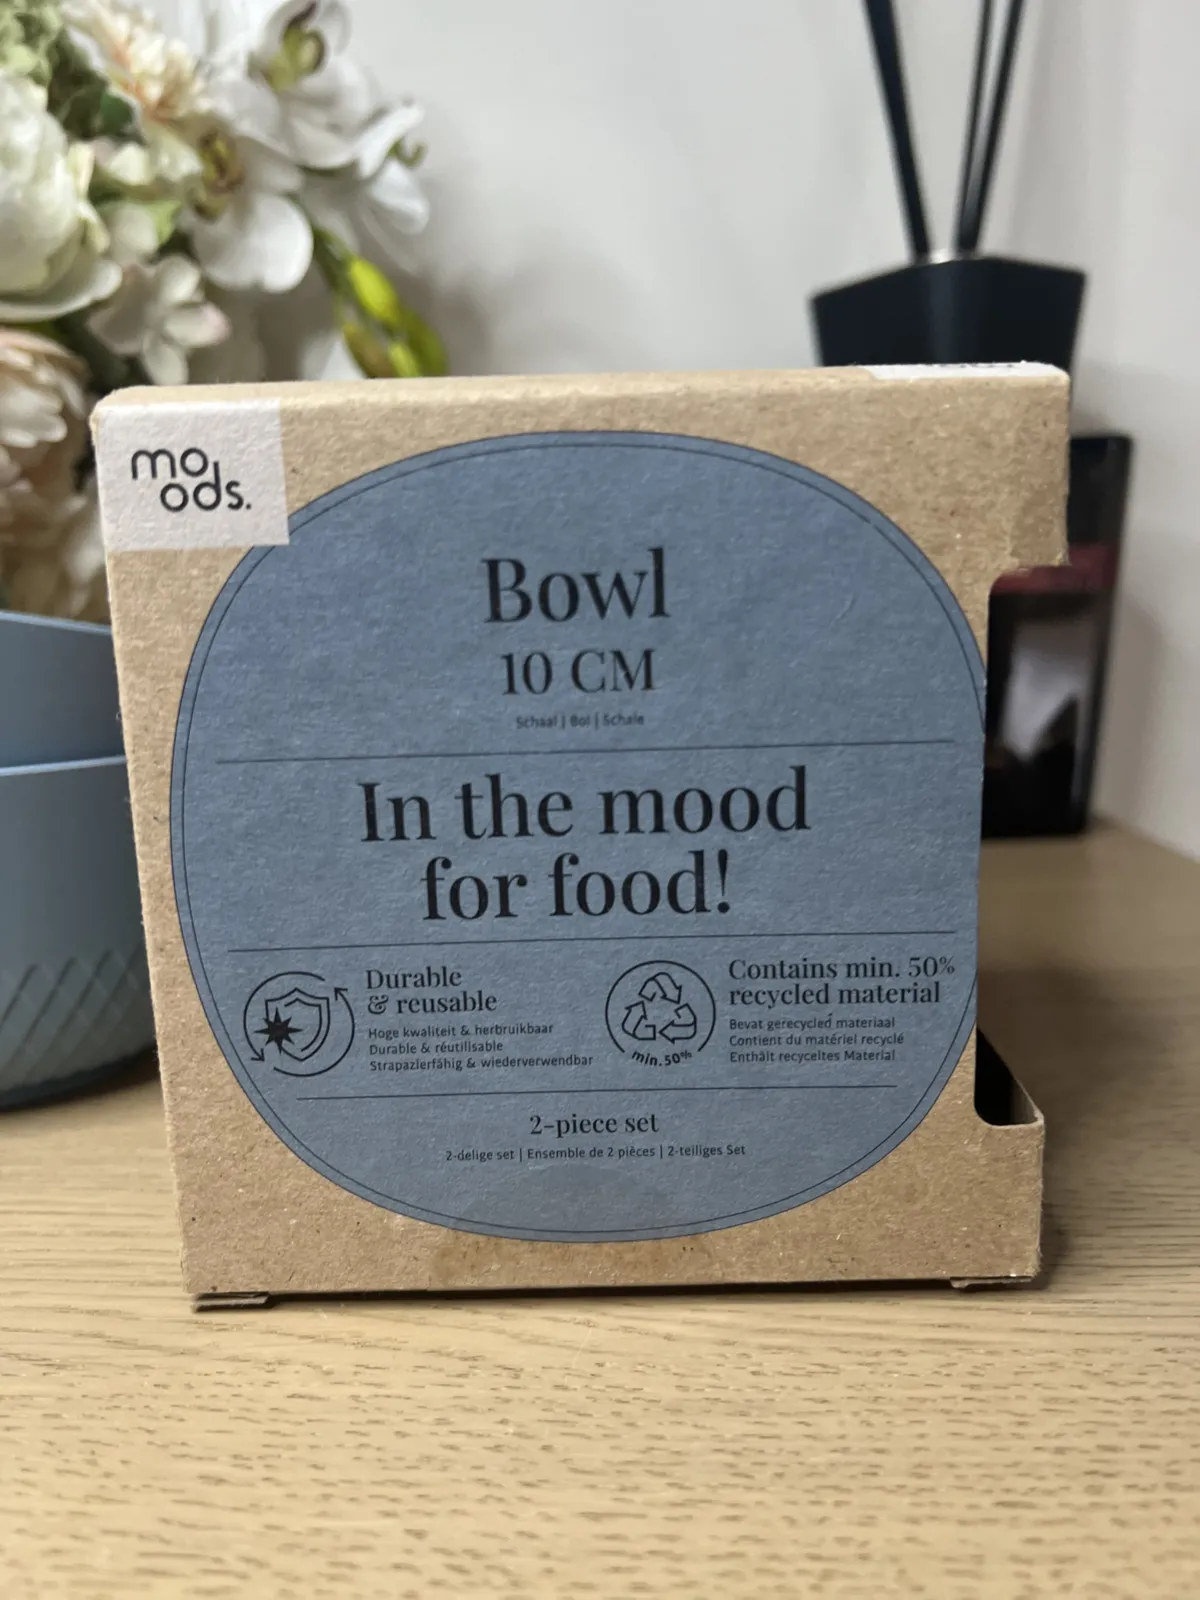 mo
ods.
Bowl
10 CM
Schaal | Bol | Schale
In the mood
for food!
Durable
& reusable
Hoge kwaliteit & herbruikbaar
Durable & réutilisable
Strapazierfähig & wiederverwendbar
Contains min. 50%
recycled material
Bevat gerecycled materiaal
Contient du matériel recyclé
Enthält recyceltes Material
min. 50%
2-piece set
2-delige set | Ensemble de 2 pièces | 2-teiliges Set